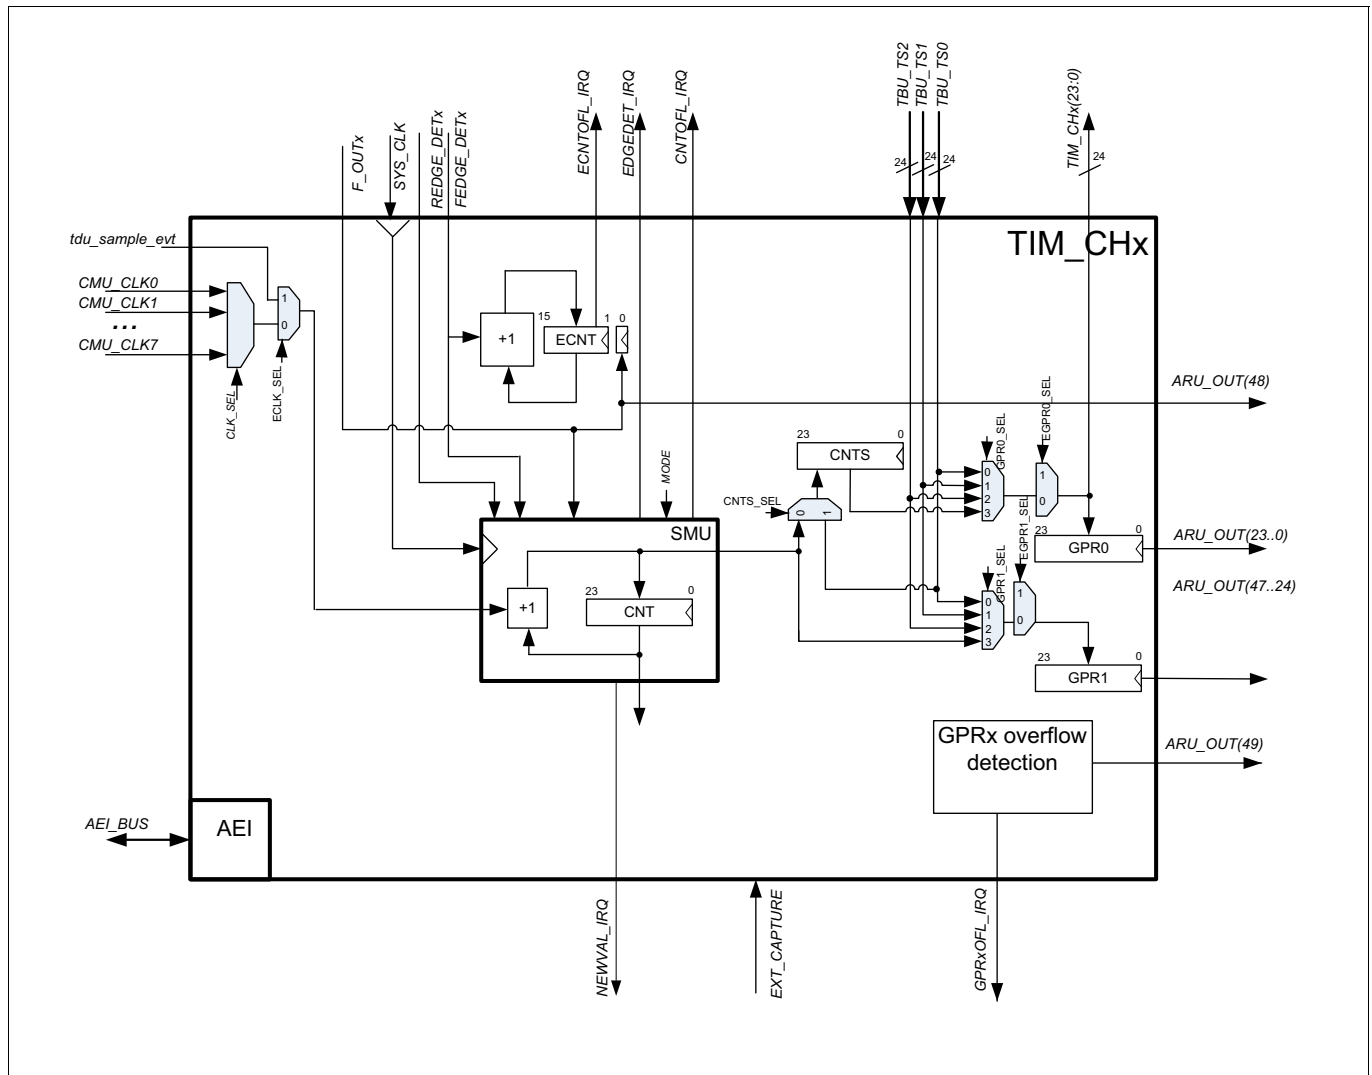 F_OUTx
SYS_CLK
REDGE_DETx
FEDGE_DETx
ECNTOFL_IRQ
EDGEDET_IRQ
CNTOFL_IRQ
TBU_TS2
TBU_TS1
TBU_TS0
TIM_CHx(23:0)
24
24
24
24
TIM_CHx
tdu_sample_evt
CMU_CLK0
CMU_CLK1
...
CMU_CLK7
1
0
CLK_SEL
ECLK_SEL
+1
15
1
0
ECNT
ARU_OUT(48)
MODE
CNTS_SEL
23
0
CNTS
0
1
GPR0_SEL
EGPR0_SEL
0
1
2
3
1
0
23
0
GPR0
ARU_OUT(23..0)
SMU
+1
23
0
CNT
GPR1_SEL
EGPR1_SEL
0
1
2
3
1
0
ARU_OUT(47..24)
23
0
GPR1
GPRx overflow
detection
ARU_OUT(49)
AEI_BUS
AEI
NEWVAL_IRQ
EXT_CAPTURE
GPRxOFL_IRQ